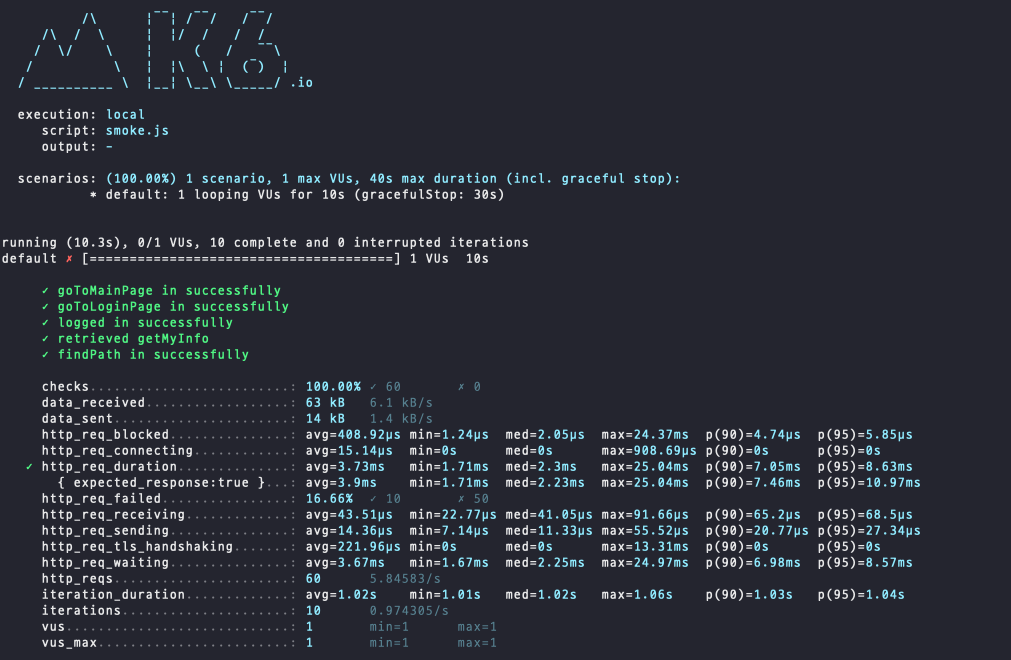 .io
execution: local
script: smoke.js
output: -
scenarios: (100.00%) 1 scenario, 1 max VUs, 40s max duration (incl. graceful stop):
* default: 1 looping VUs for 10s (gracefulStop: 30s)
running (10.3s), 0/1 VUs, 10 complete and 0 interrupted iterations
default ✗ [======================================] 1 VUs  10s
✓ goToMainPage in successfully
✓ goToLoginPage in successfully
✓ logged in successfully
✓ retrieved getMyInfo
✓ findPath in successfully
checks.........................: 100.00% ✓ 60       ✗ 0
data_received..................: 63 kB   6.1 kB/s
data_sent......................: 14 kB   1.4 kB/s
http_req_blocked...............: avg=408.92µs min=1.24µs  med=2.05µs  max=24.37ms  p(90)=4.74µs  p(95)=5.85µs
http_req_connecting............: avg=15.14µs  min=0s      med=0s      max=908.69µs p(90)=0s      p(95)=0s
✓ http_req_duration..............: avg=3.73ms   min=1.71ms  med=2.3ms   max=25.04ms  p(90)=7.05ms  p(95)=8.63ms
{ expected_response:true }...: avg=3.9ms    min=1.71ms  med=2.23ms  max=25.04ms  p(90)=7.46ms  p(95)=10.97ms
http_req_failed................: 16.66%  ✓ 10       ✗ 50
http_req_receiving.............: avg=43.51µs  min=22.77µs med=41.05µs max=91.66µs  p(90)=65.2µs  p(95)=68.5µs
http_req_sending...............: avg=14.36µs  min=7.14µs  med=11.33µs max=55.52µs  p(90)=20.77µs p(95)=27.34µs
http_req_tls_handshaking.......: avg=221.96µs min=0s      med=0s      max=13.31ms  p(90)=0s      p(95)=0s
http_req_waiting...............: avg=3.67ms   min=1.67ms  med=2.25ms  max=24.97ms  p(90)=6.98ms  p(95)=8.57ms
http_reqs......................: 60      5.84583/s
iteration_duration.............: avg=1.02s    min=1.01s   med=1.02s   max=1.06s    p(90)=1.03s   p(95)=1.04s
iterations.....................: 10      0.974305/s
vus............................: 1       min=1      max=1
vus_max........................: 1       min=1      max=1